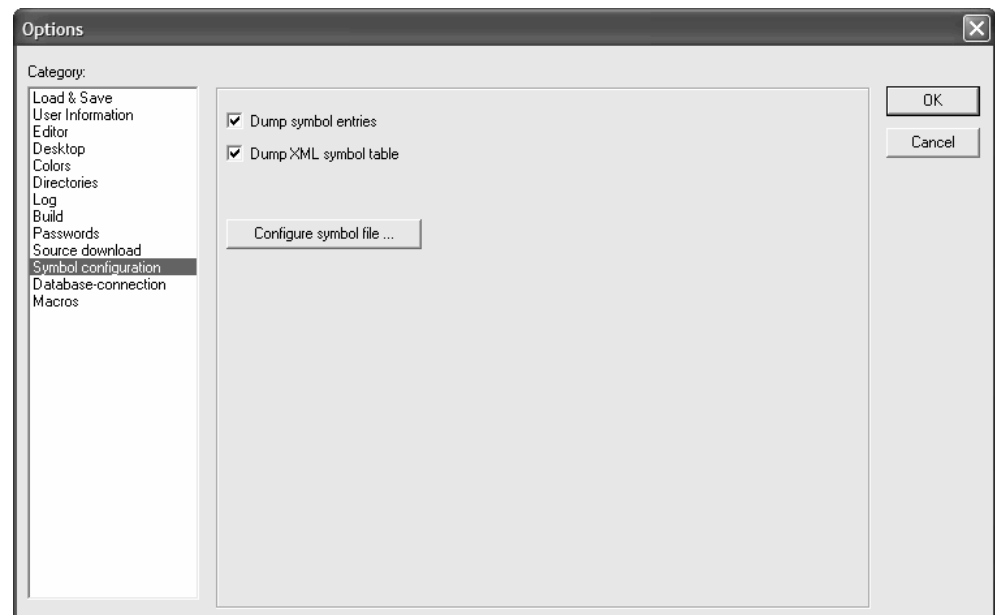 Options
Category:
Load & Save
User Information
Editor
Desktop
Colors
Directories
Log
Build
Passwords
Source download
Symbol configuration
Database-connection
Macros
Dump symbol entries
Dump XML symbol table
Configure symbol file ...
OK
Cancel